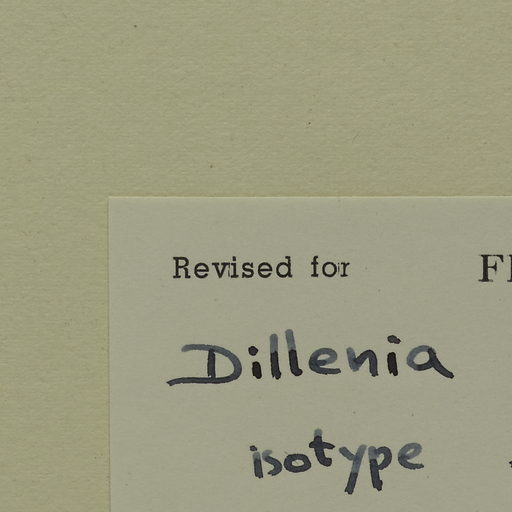 Revised for
Dillenia
isotype